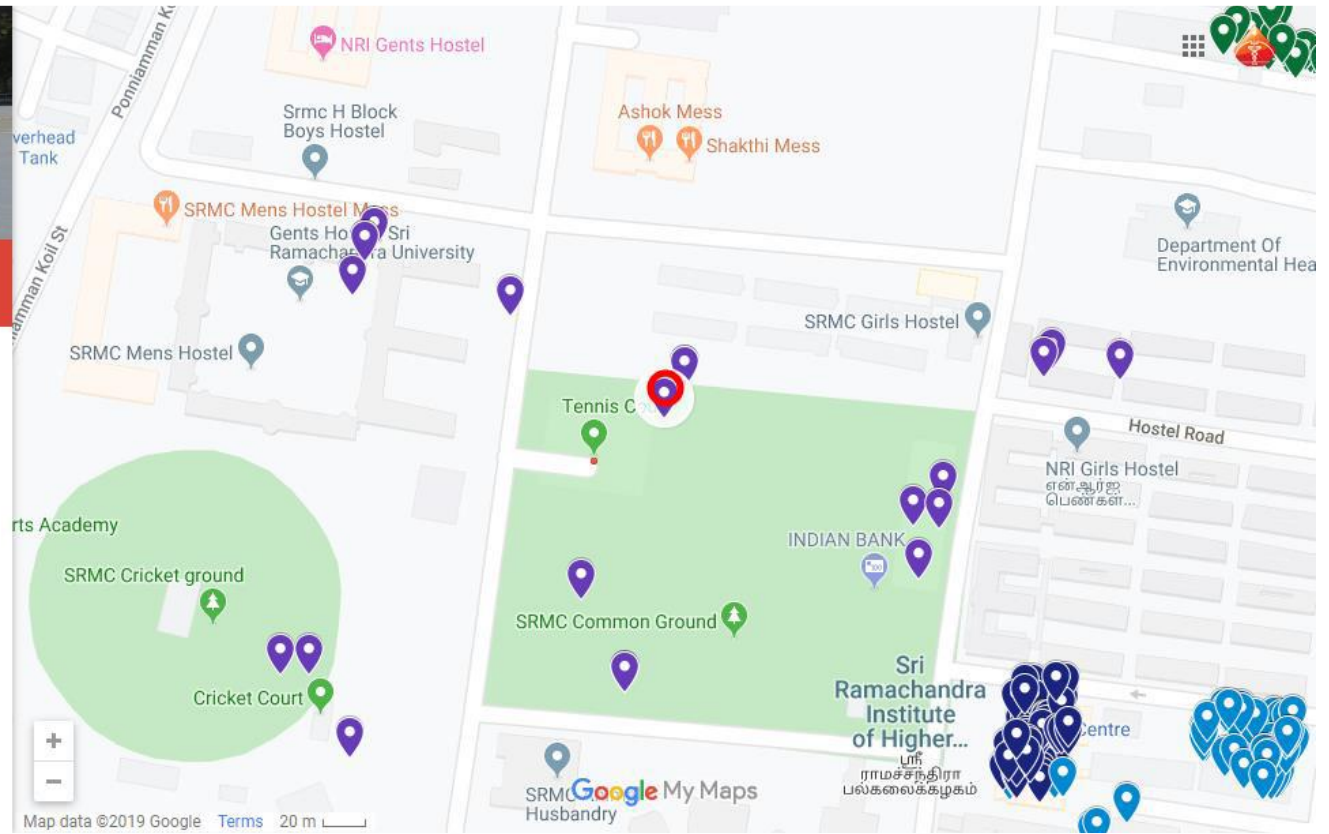 Ponniamman K
NRI Gents Hostel
Srmc H Block
Boys Hostel
Ashok Mess
Shakthi Mess
verhead
Tank
SRMC Mens Hostel M ss
Gents Ho Sri
Ramacha ra University
Department Of
Environmental Hea
amman Koil St
SRMC Girls Hostel
SRMC Mens Hostel
Tennis Co
Hostel Road
NRI Girls Hostel
என்ஆர்ஐ
பெண்கள்...
rts Academy
INDIAN BANK
SRMC Cricket ground
SRMC Common Ground
Sri
Ramachandra
Institute
of Higher...
ஸ்ரீ
ராமச்சந்திரா
பல்கலைக்கழகம்
Cricket Court
Centre
+
−
SRMC
Husbandry
Google My Maps
Map data ©2019 Google Terms 20 m